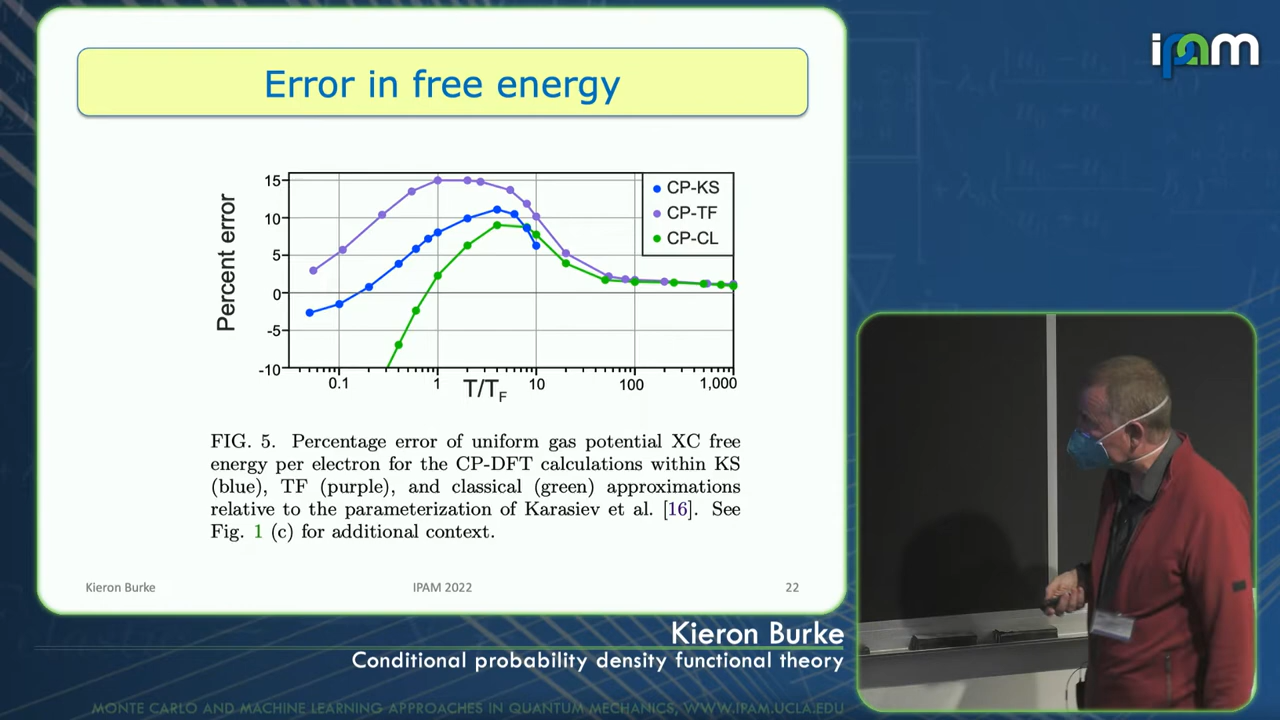 ipam
Error in free energy
Percent error
15
10
5
0
-5
-10
CP-KS
CP-TF
CP-CL
0.1
1
10
100
1,000
T/T_F
FIG. 5. Percentage error of uniform gas potential XC free
energy per electron for the CP-DFT calculations within KS
(blue), TF (purple), and classical (green) approximations
relative to the parameterization of Karasiev et al. [16]. See
Fig. 1 (c) for additional context.
Kieron Burke
IPAM 2022
22
Kieron Burke
Conditional probability density functional theory
MONTE CARLO AND MACHINE LEARNING APPROACHES IN QUANTUM MECHANICS, WWW.IPAM.UCLA.EDU